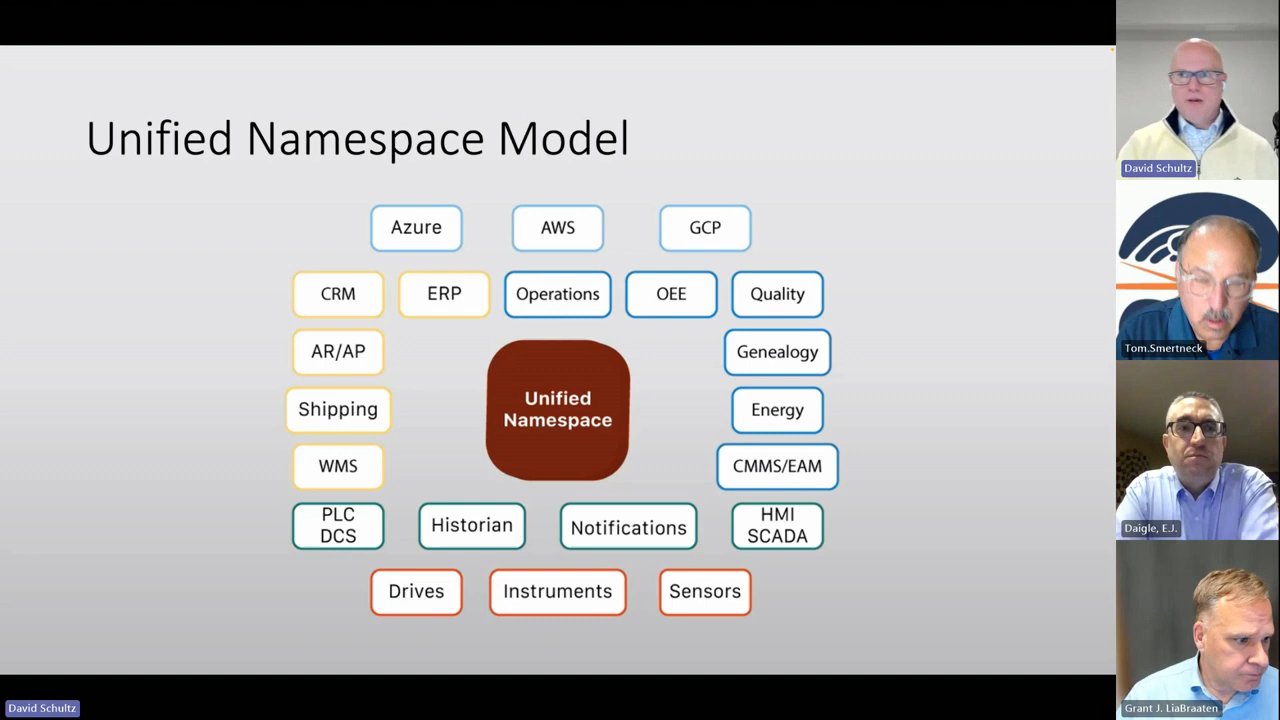 Unified Namespace Model
Azure
AWS
GCP
CRM
ERP
Operations
OEE
Quality
AR/AP
Genealogy
Unified
Namespace
Shipping
Energy
WMS
CMMS/EAM
PLC
DCS
Historian
Notifications
HMI
SCADA
Drives
Instruments
Sensors
David Schultz
David Schultz
Tom.Smertneck
Daigle, E.J.
Grant J. LiaBraaten